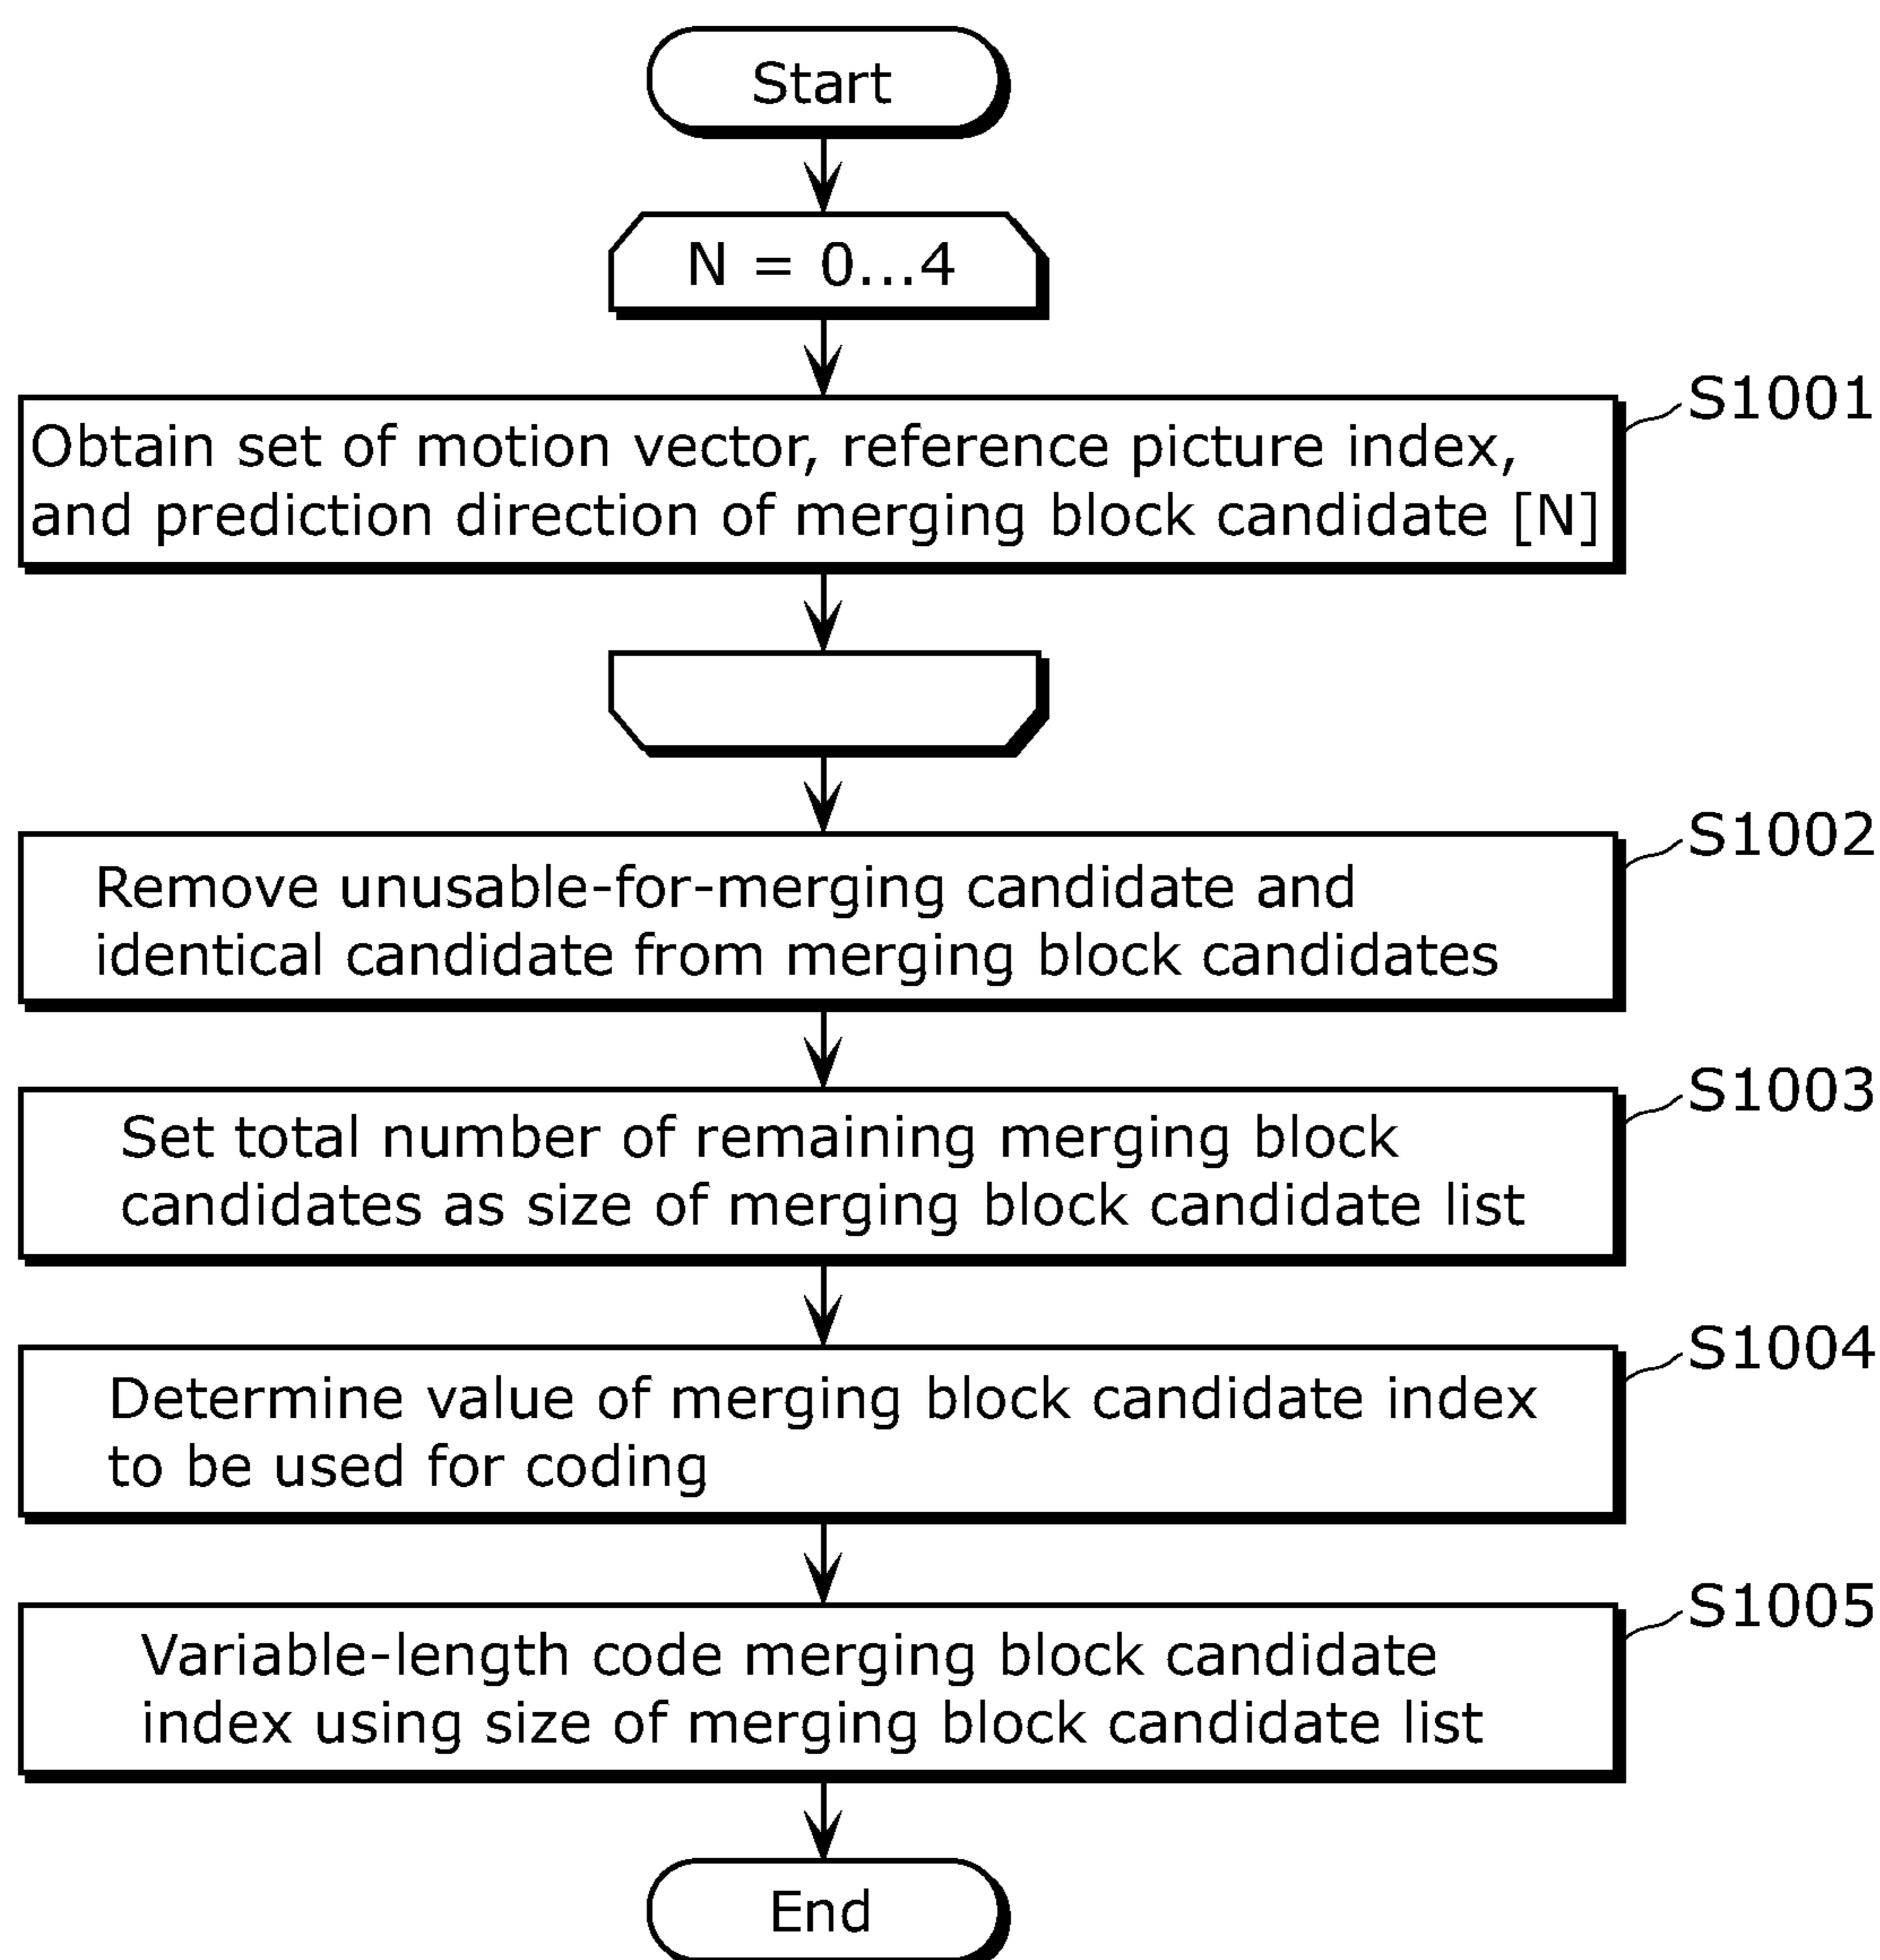 Start
N = 0...4
S1001
Obtain set of motion vector, reference picture index,
and prediction direction of merging block candidate [N]
S1002
Remove unusable-for-merging candidate and
identical candidate from merging block candidates
S1003
Set total number of remaining merging block
candidates as size of merging block candidate list
S1004
Determine value of merging block candidate index
to be used for coding
S1005
Variable-length code merging block candidate
index using size of merging block candidate list
End